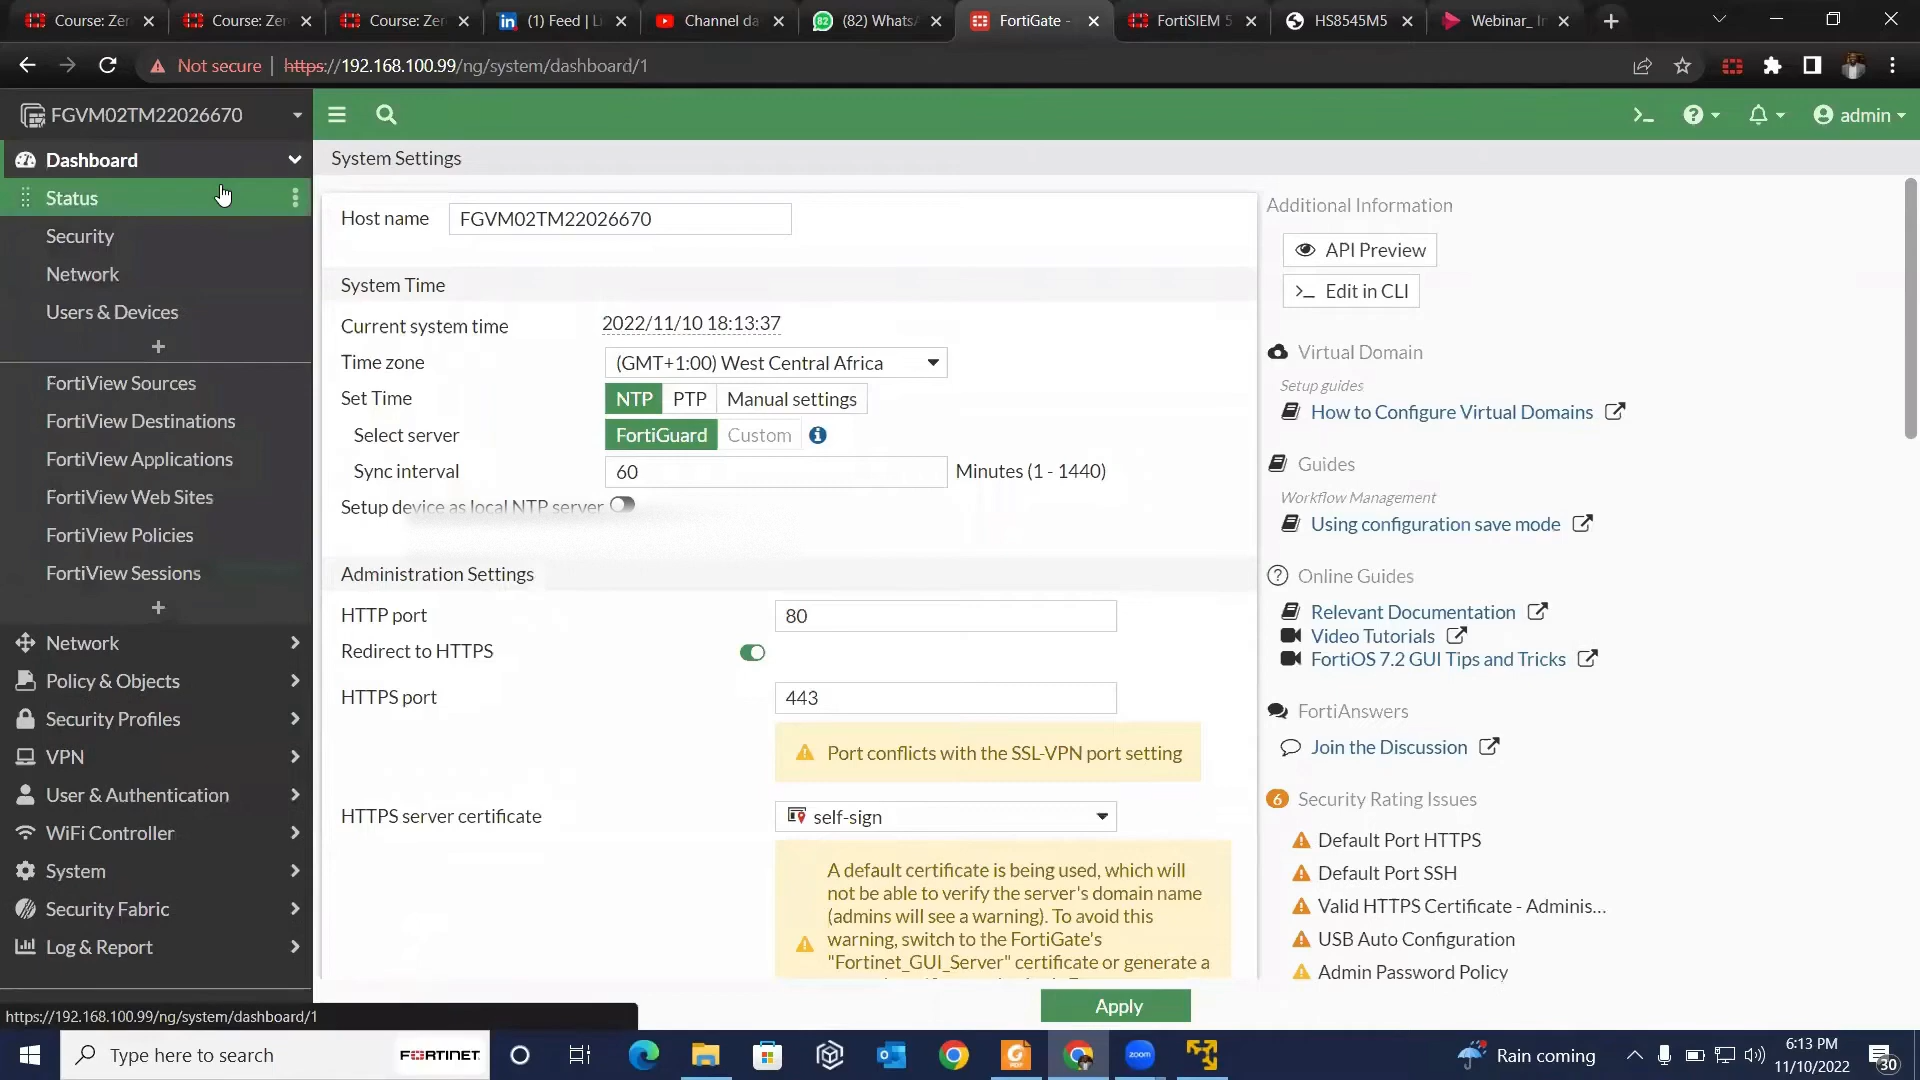 Course: Zer
Course: Zer
Course: Zer
(1) Feed | Li
Channel da
(82) Whats
FortiGate -
FortiSIEM 5
HS8545M5
Webinar_ In
Not secure | https://192.168.100.99/ng/system/dashboard/1
FGVM02TM22026670
admin
Dashboard
Status
Security
Network
Users & Devices
+
FortiView Sources
FortiView Destinations
FortiView Applications
FortiView Web Sites
FortiView Policies
FortiView Sessions
+
Network
Policy & Objects
Security Profiles
VPN
User & Authentication
WiFi Controller
System
Security Fabric
Log & Report
https://192.168.100.99/ng/system/dashboard/1
System Settings
Host name FGVM02TM22026670
System Time
Current system time 2022/11/10 18:13:37
Time zone (GMT+1:00) West Central Africa
Set Time NTP PTP Manual settings
Select server FortiGuard Custom
Sync interval 60 Minutes (1 - 1440)
Setup device as local NTP server
Administration Settings
HTTP port 80
Redirect to HTTPS
HTTPS port 443
Port conflicts with the SSL-VPN port setting
HTTPS server certificate self-sign
A default certificate is being used, which will
not be able to verify the server's domain name
(admins will see a warning). To avoid this
warning, switch to the FortiGate's
"Fortinet_GUI_Server" certificate or generate a
Apply
Additional Information
API Preview
>_ Edit in CLI
Virtual Domain
Setup guides
How to Configure Virtual Domains
Guides
Workflow Management
Using configuration save mode
Online Guides
Relevant Documentation
Video Tutorials
FortiOS 7.2 GUI Tips and Tricks
FortiAnswers
Join the Discussion
6 Security Rating Issues
Default Port HTTPS
Default Port SSH
Valid HTTPS Certificate - Adminis...
USB Auto Configuration
Admin Password Policy
Type here to search
FORTINET
zoom
Rain coming
6:13 PM
11/10/2022
30